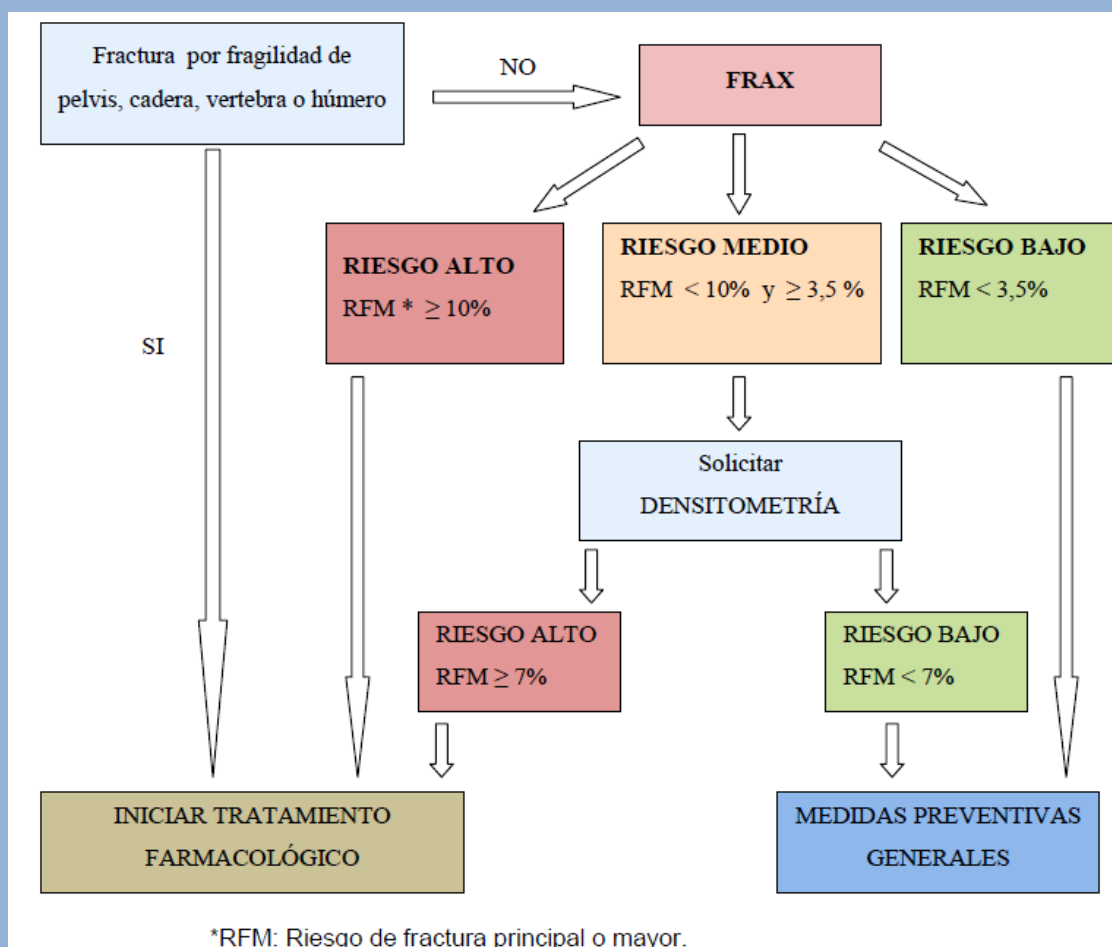 Fractura por fragilidad de
pelvis, cadera, vertebra o húmero
NO
FRAX
RIESGO ALTO
RFM * ≥ 10%
RIESGO MEDIO
RFM < 10% y ≥ 3,5 %
RIESGO BAJO
RFM < 3,5%
SI
Solicitar
DENSITOMETRÍA
RIESGO ALTO
RFM ≥ 7%
RIESGO BAJO
RFM < 7%
INICIAR TRATAMIENTO
FARMACOLÓGICO
MEDIDAS PREVENTIVAS
GENERALES
*RFM: Riesgo de fractura principal o mayor.